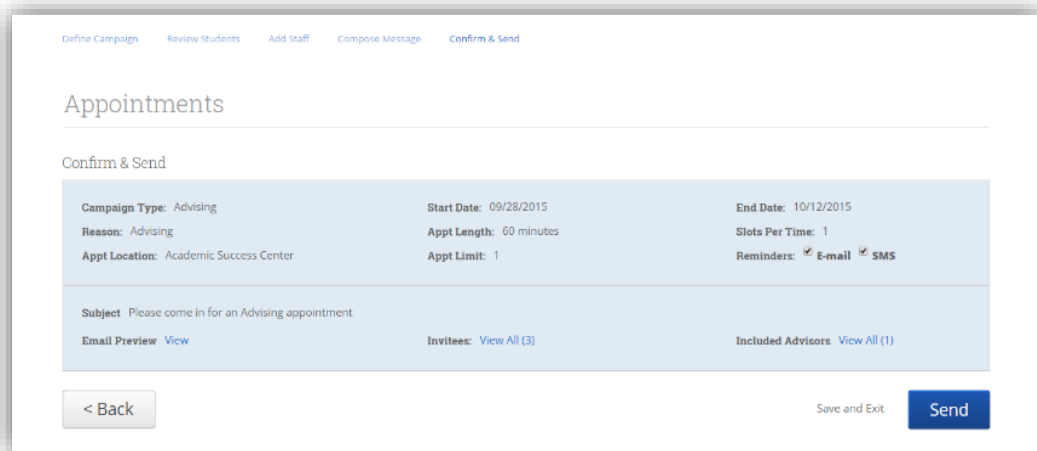 Define Campaign Review Students Add Staff Compose Message Confirm & Send
Appointments
Confirm & Send
Campaign Type: Advising Start Date: 09/28/2015 End Date: 10/12/2015
Reason: Advising Appt Length: 60 minutes Slots Per Time: 1
Appt Location: Academic Success Center Appt Limit: 1 Reminders: E-mail SMS
Subject Please come in for an Advising appointment
Email Preview View Invitees: View All (3) Included Advisors View All (1)
< Back Save and Exit Send